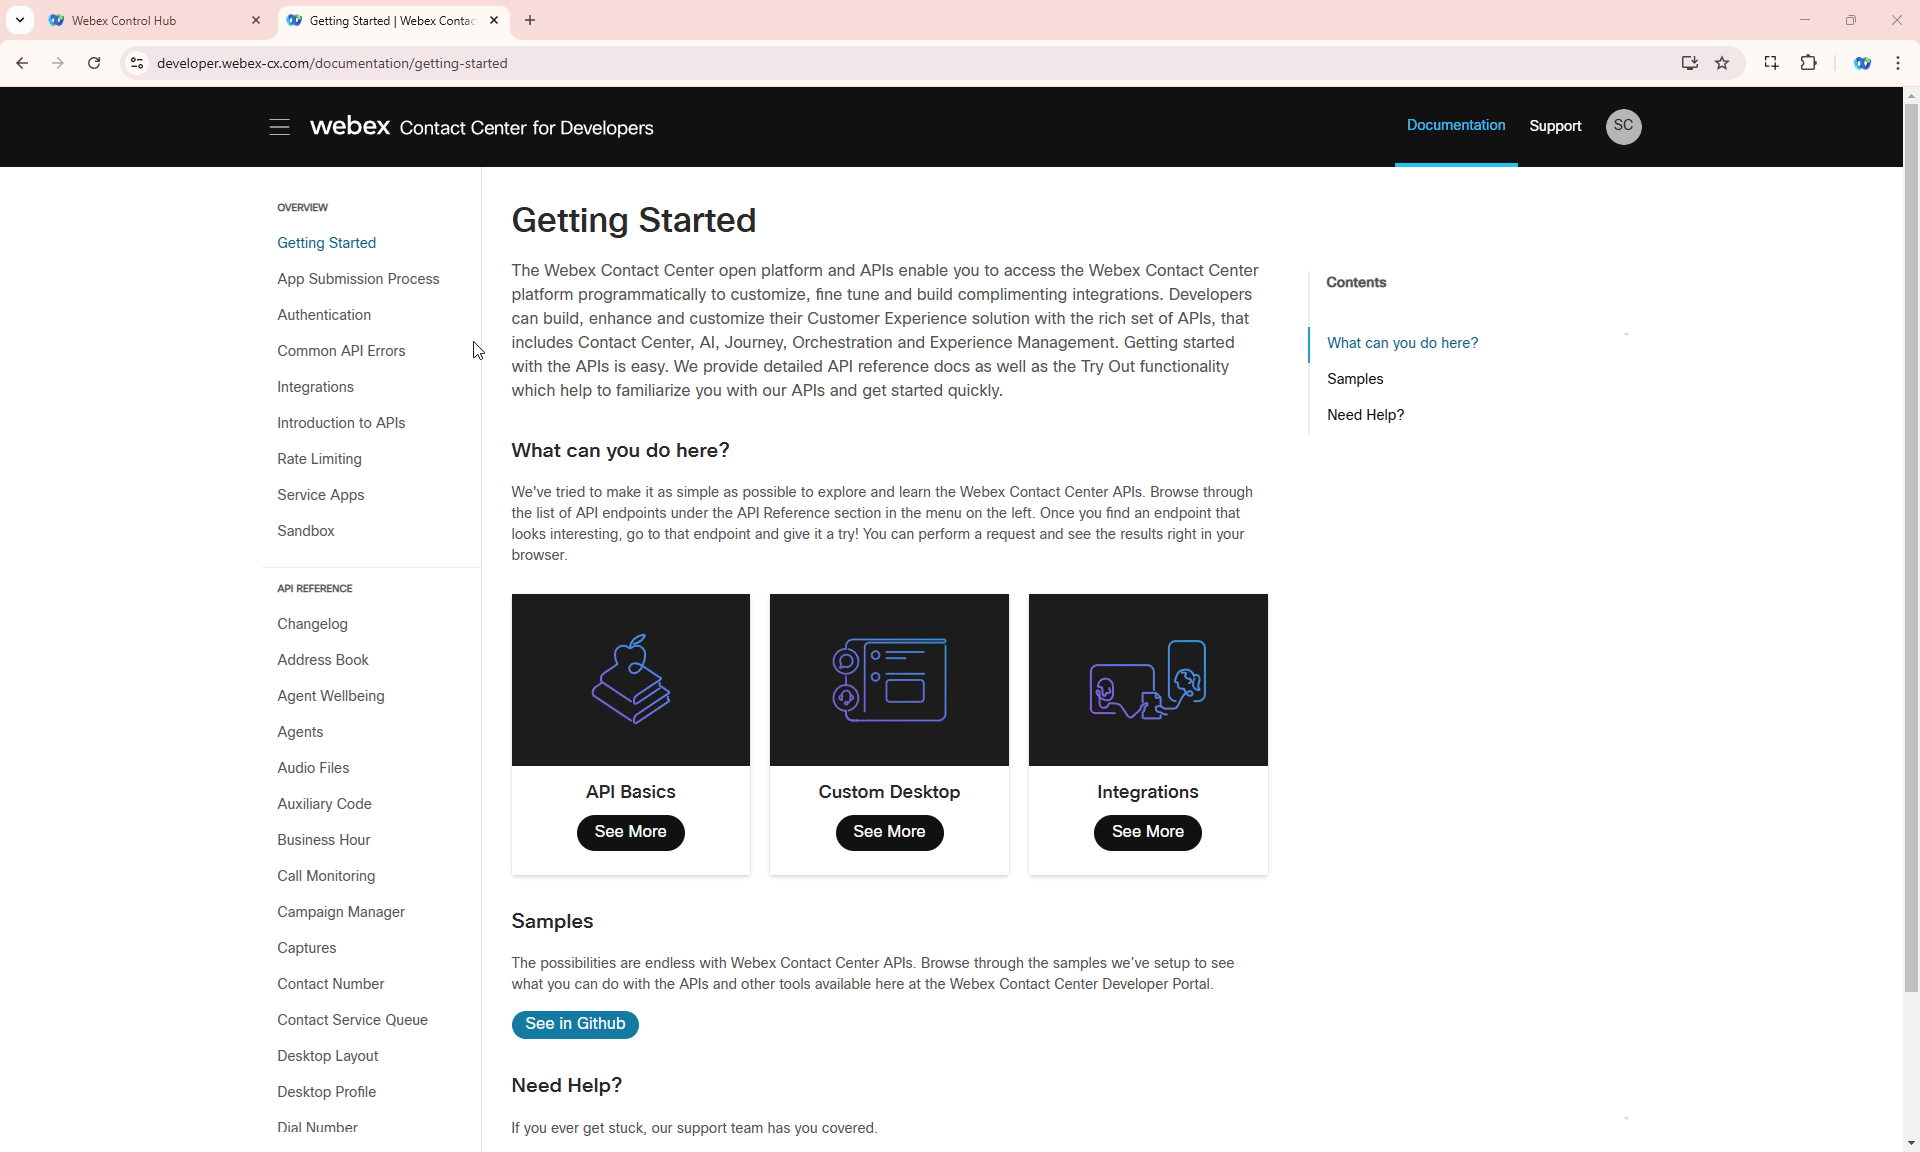 Webex Control Hub
Getting Started | Webex Contac
developer.webex-cx.com/documentation/getting-started
webex Contact Center for Developers
Documentation
Support
SC
OVERVIEW
Getting Started
App Submission Process
Authentication
Common API Errors
Integrations
Introduction to APIs
Rate Limiting
Service Apps
Sandbox
API REFERENCE
Changelog
Address Book
Agent Wellbeing
Agents
Audio Files
Auxiliary Code
Business Hour
Call Monitoring
Campaign Manager
Captures
Contact Number
Contact Service Queue
Desktop Layout
Desktop Profile
Dial Number
Getting Started
The Webex Contact Center open platform and APIs enable you to access the Webex Contact Center
platform programmatically to customize, fine tune and build complimenting integrations. Developers
can build, enhance and customize their Customer Experience solution with the rich set of APIs, that
includes Contact Center, AI, Journey, Orchestration and Experience Management. Getting started
with the APIs is easy. We provide detailed API reference docs as well as the Try Out functionality
which help to familiarize you with our APIs and get started quickly.
What can you do here?
We've tried to make it as simple as possible to explore and learn the Webex Contact Center APIs. Browse through
the list of API endpoints under the API Reference section in the menu on the left. Once you find an endpoint that
looks interesting, go to that endpoint and give it a try! You can perform a request and see the results right in your
browser.
API Basics
See More
Custom Desktop
See More
Integrations
See More
Samples
The possibilities are endless with Webex Contact Center APIs. Browse through the samples we've setup to see
what you can do with the APIs and other tools available here at the Webex Contact Center Developer Portal.
See in Github
Need Help?
If you ever get stuck, our support team has you covered.
Contents
What can you do here?
Samples
Need Help?